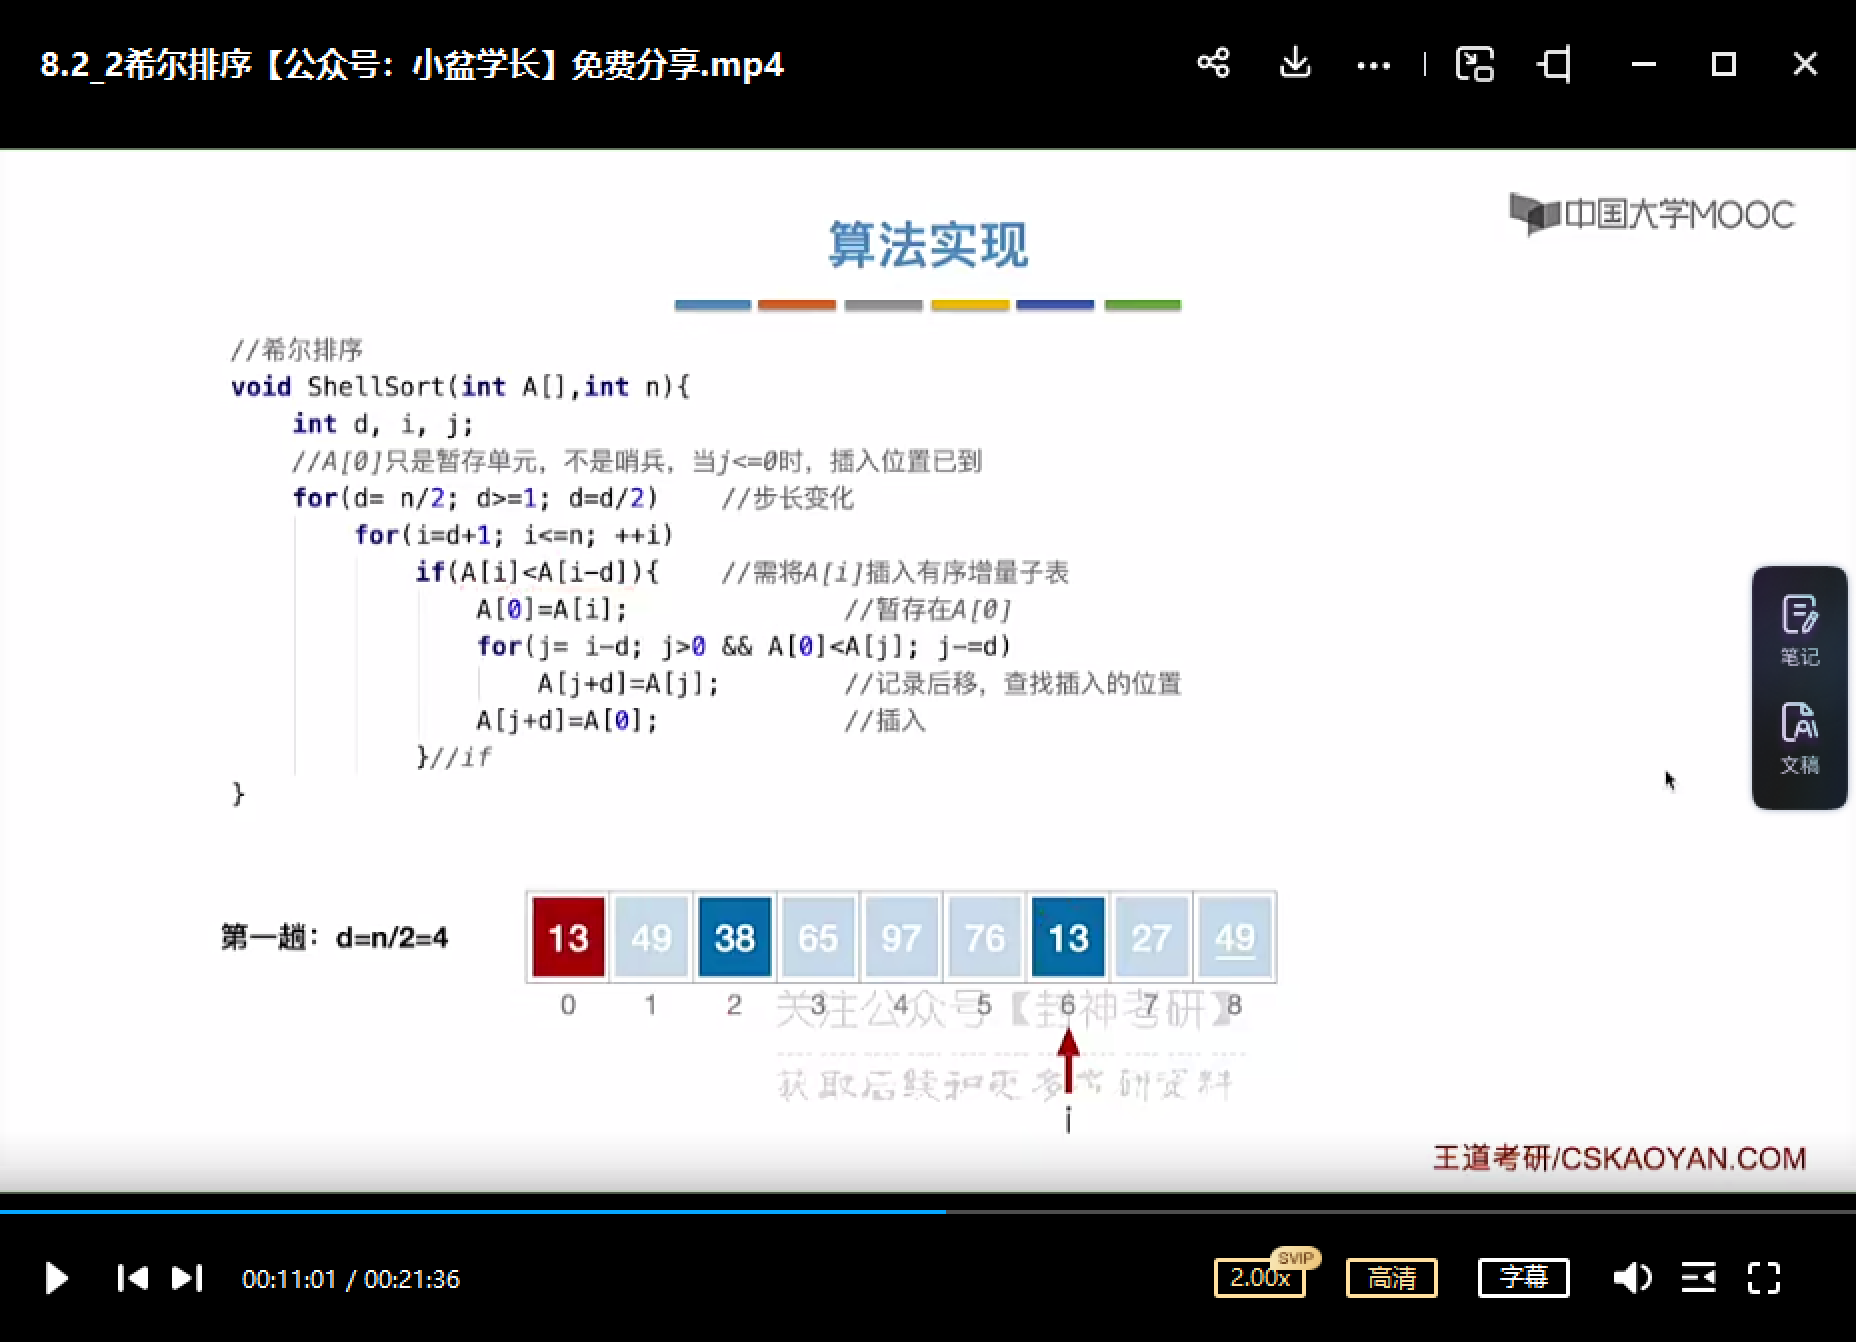 8.2_2希尔排序【公众号：小盆学长】免费分享.mp4
中国大学MOOC
算法实现
//希尔排序
void ShellSort(int A[],int n){
int d, i, j;
//A[0]只是暂存单元，不是哨兵，当j<=0时，插入位置已到
for(d= n/2; d>=1; d=d/2) //步长变化
for(i=d+1; i<=n; ++i)
if(A[i]<A[i-d]){ //需将A[i]插入有序增量子表
A[0]=A[i]; //暂存在A[0]
for(j= i-d; j>0 && A[0]<A[j]; j-=d)
A[j+d]=A[j]; //记录后移，查找插入的位置
A[j+d]=A[0]; //插入
}//if
}
笔记
文稿
第一趟：d=n/2=4 13 49 38 65 97 76 13 27 49
0 1 2 3 4 5 6 7 8
关注公众号【封神考研】
获取后续和更多考研资料
i
王道考研/CSKAOYAN.COM
00:11:01 / 00:21:36 2.00x SVIP 高清 字幕